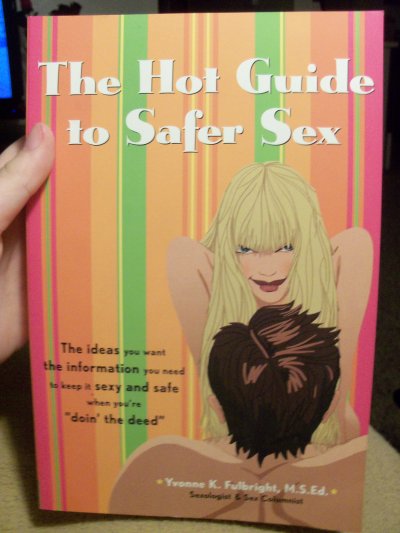 The Hot Guide
to Safer Sex
The ideas you want
the information you need
to keep it sexy and safe
when you're
"doin' the deed"
* Yvonne K. Fulbright, M.S.Ed. *
Sexologist & Sex Columnist